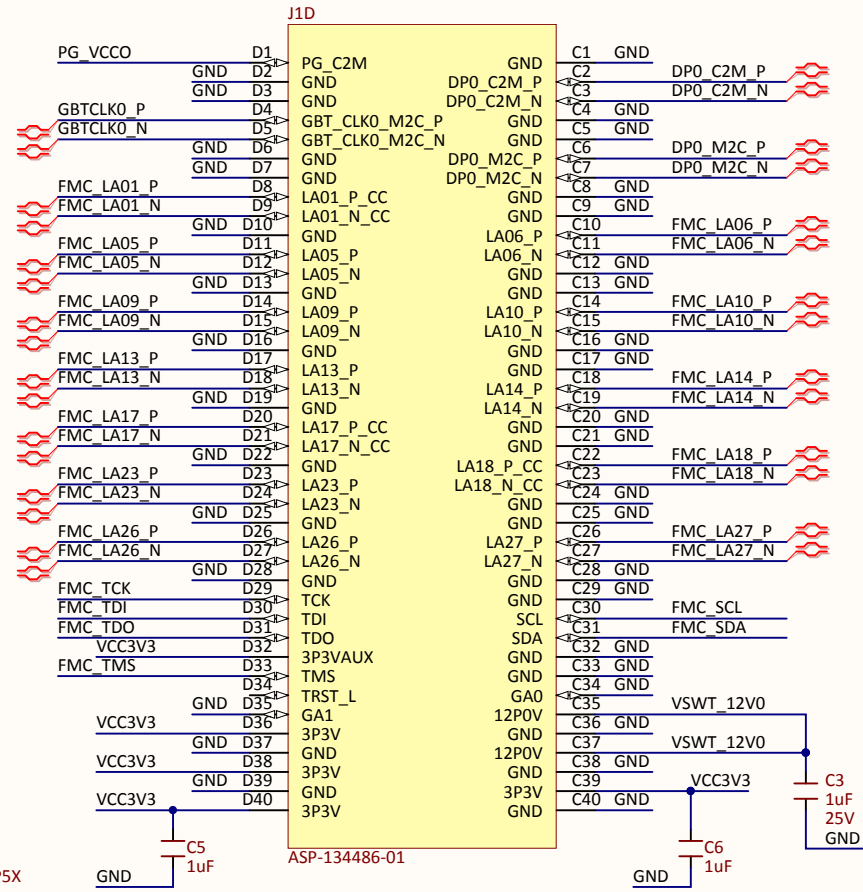 J1D
PG_VCCO D1 PG_C2M GND C1 GND
GND D2 GND DP0_C2M_P C2 DP0_C2M_P
GND D3 GND DP0_C2M_N C3 DP0_C2M_N
GBTCLK0_P D4 GBT_CLK0_M2C_P GND C4 GND
GBTCLK0_N D5 GBT_CLK0_M2C_N GND C5 GND
GND D6 GND DP0_M2C_P C6 DP0_M2C_P
GND D7 GND DP0_M2C_N C7 DP0_M2C_N
FMC_LA01_P D8 LA01_P_CC GND C8 GND
FMC_LA01_N D9 LA01_N_CC GND C9 GND
GND D10 GND LA06_P C10 FMC_LA06_P
FMC_LA05_P D11 LA05_P LA06_N C11 FMC_LA06_N
FMC_LA05_N D12 LA05_N GND C12 GND
GND D13 GND GND C13 GND
FMC_LA09_P D14 LA09_P LA10_P C14 FMC_LA10_P
FMC_LA09_N D15 LA09_N LA10_N C15 FMC_LA10_N
GND D16 GND GND C16 GND
FMC_LA13_P D17 LA13_P GND C17 GND
FMC_LA13_N D18 LA13_N LA14_P C18 FMC_LA14_P
GND D19 GND LA14_N C19 FMC_LA14_N
FMC_LA17_P D20 LA17_P_CC GND C20 GND
FMC_LA17_N D21 LA17_N_CC GND C21 GND
GND D22 GND LA18_P_CC C22 FMC_LA18_P
FMC_LA23_P D23 LA23_P LA18_N_CC C23 FMC_LA18_N
FMC_LA23_N D24 LA23_N GND C24 GND
GND D25 GND GND C25 GND
FMC_LA26_P D26 LA26_P LA27_P C26 FMC_LA27_P
FMC_LA26_N D27 LA26_N LA27_N C27 FMC_LA27_N
GND D28 GND GND C28 GND
FMC_TCK D29 TCK GND C29 GND
FMC_TDI D30 TDI SCL C30 FMC_SCL
FMC_TDO D31 TDO SDA C31 FMC_SDA
VCC3V3 D32 3P3VAUX GND C32 GND
FMC_TMS D33 TMS GND C33 GND
D34 TRST_L GA0 C34 GND
GND D35 GA1 12P0V C35 VSWT_12V0
VCC3V3 D36 3P3V GND C36 GND
GND D37 GND 12P0V C37 VSWT_12V0
VCC3V3 D38 3P3V GND C38 GND
GND D39 GND 3P3V C39 VCC3V3
VCC3V3 D40 3P3V GND C40 GND
C3
1uF
25V
GND
C5
1uF
GND
C6
1uF
GND
ASP-134486-01
5X